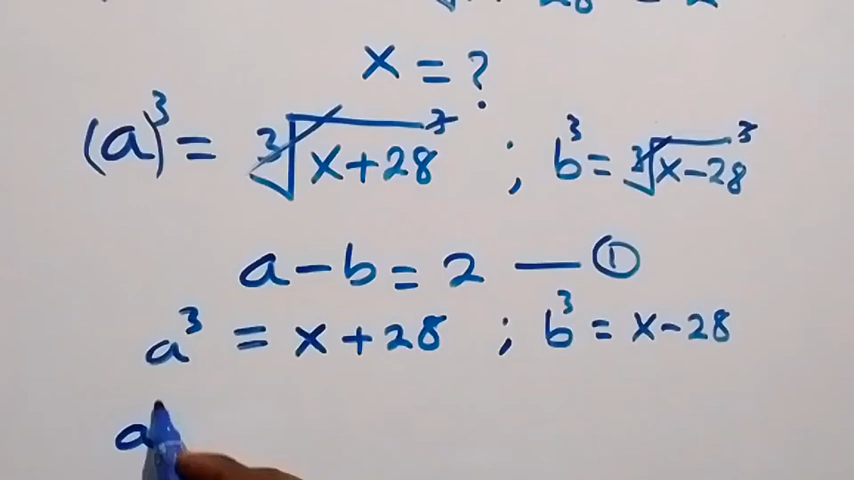 x = ?
(a)³ = ∛(x+28)³ ; b³ = ∛(x-28)³
a - b = 2 — ①
a³ = x + 28 ; b³ = x - 28
a